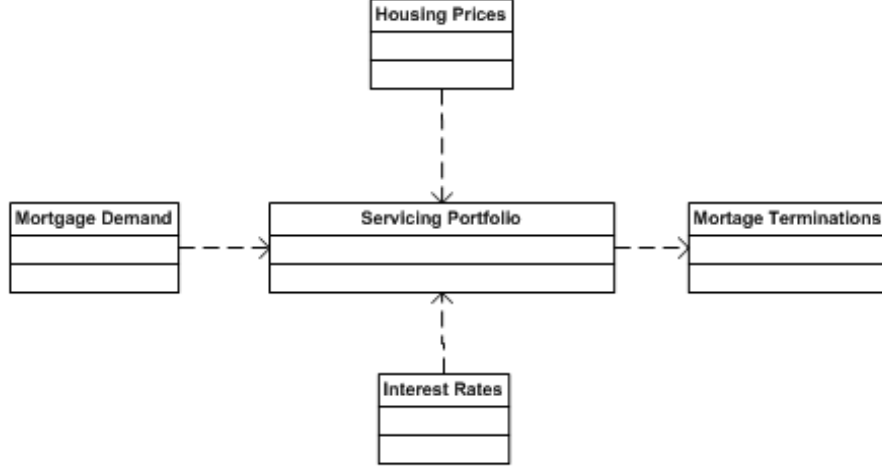 Housing Prices
Mortgage Demand
Servicing Portfolio
Mortage Terminations
Interest Rates